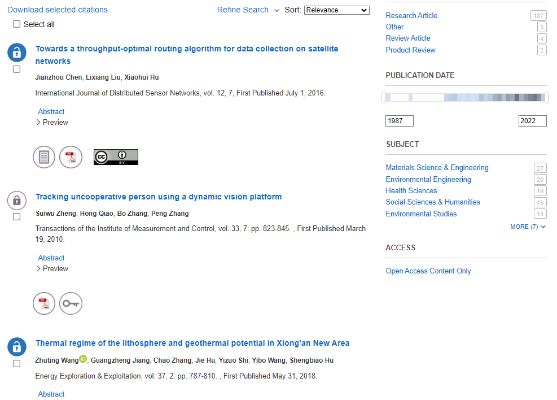 Download selected citations
Refine Search
Sort: Relevance
Select all
Towards a throughput-optimal routing algorithm for data collection on satellite
networks
Jianzhou Chen, Lixiang Liu, Xiaohui Hu
International Journal of Distributed Sensor Networks, vol. 12, 7, First Published July 1, 2016.
Abstract
Preview
CC
BY
Tracking uncooperative person using a dynamic vision platform
Suiwu Zheng, Hong Qiao, Bo Zhang, Peng Zhang
Transactions of the Institute of Measurement and Control, vol. 33, 7: pp. 823-845. , First Published March
19, 2010.
Abstract
Preview
Thermal regime of the lithosphere and geothermal potential in Xiong'an New Area
Zhuting Wang iD, Guangzheng Jiang, Chao Zhang, Jie Hu, Yizuo Shi, Yibo Wang, Shengbiao Hu
Energy Exploration & Exploitation, vol. 37, 2: pp. 787-810. , First Published May 31, 2018.
Abstract
Research Article 187
Other 1
Review Article 4
Product Review 2
PUBLICATION DATE
1987 2022
SUBJECT
Materials Science & Engineering 27
Environmental Engineering 20
Health Sciences 19
Social Sciences & Humanities 15
Environmental Studies 14
MORE (7)
ACCESS
Open Access Content Only